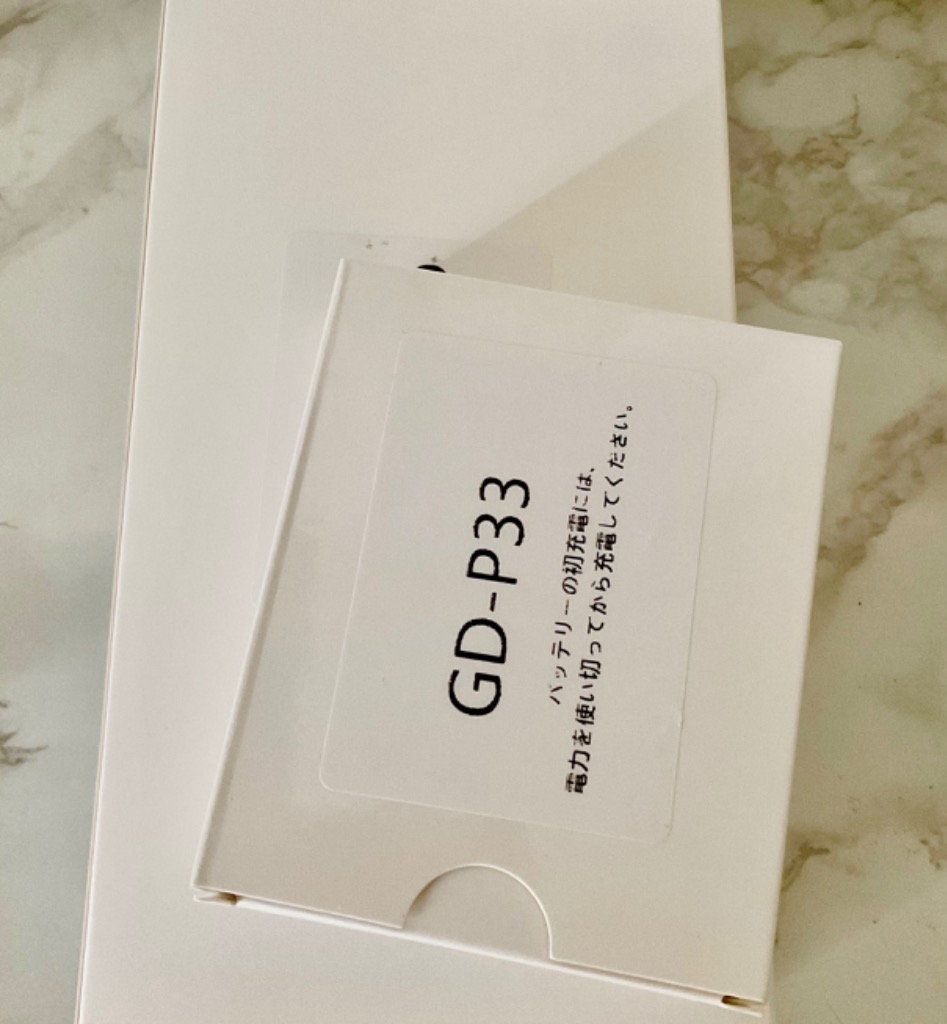 GD-P33
バッテリーの初充電には、
電力を使い切ってから充電してください。